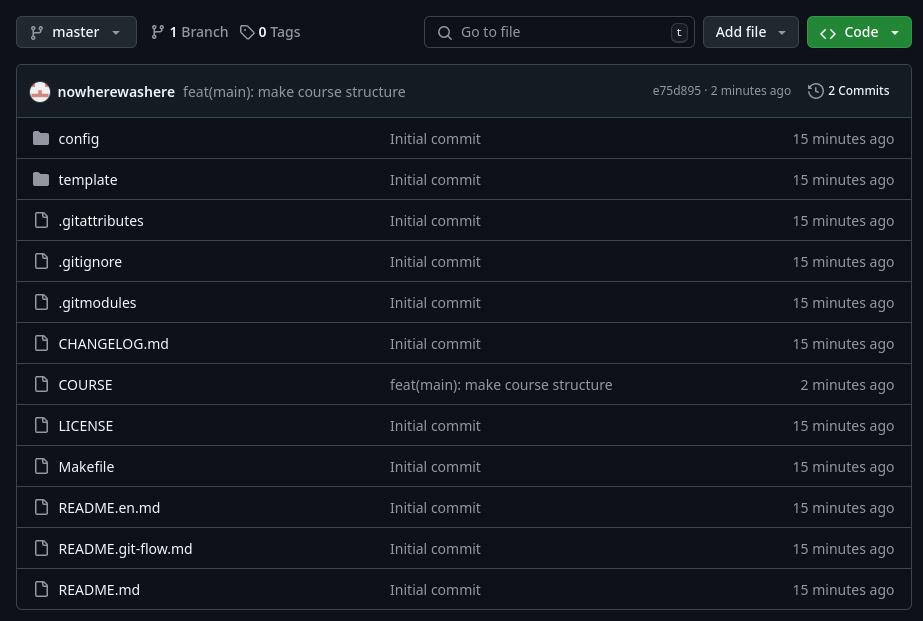 master 1 Branch 0 Tags Go to file t Add file Code
nowherewashere feat(main): make course structure e75d895 · 2 minutes ago 2 Commits
config Initial commit 15 minutes ago
template Initial commit 15 minutes ago
.gitattributes Initial commit 15 minutes ago
.gitignore Initial commit 15 minutes ago
.gitmodules Initial commit 15 minutes ago
CHANGELOG.md Initial commit 15 minutes ago
COURSE feat(main): make course structure 2 minutes ago
LICENSE Initial commit 15 minutes ago
Makefile Initial commit 15 minutes ago
README.en.md Initial commit 15 minutes ago
README.git-flow.md Initial commit 15 minutes ago
README.md Initial commit 15 minutes ago